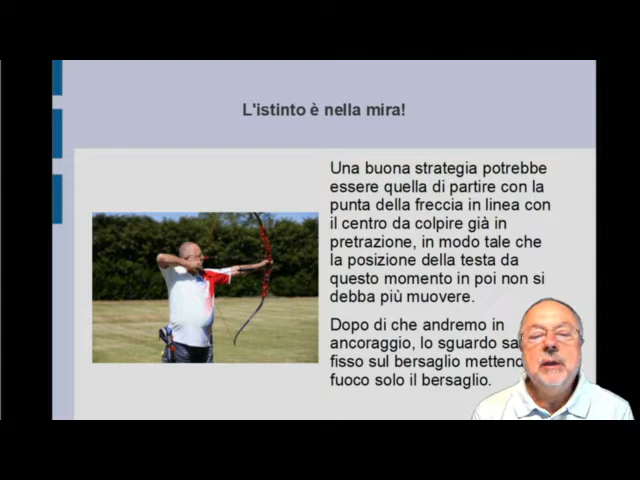 L'istinto è nella mira!
Una buona strategia potrebbe
essere quella di partire con la
punta della freccia in linea con
il centro da colpire già in
pretrazione, in modo tale che
la posizione della testa da
questo momento in poi non si
debba più muovere.
Dopo di che andremo in
ancoraggio, lo sguardo
fisso sul bersaglio
fuoco solo il bersaglio.